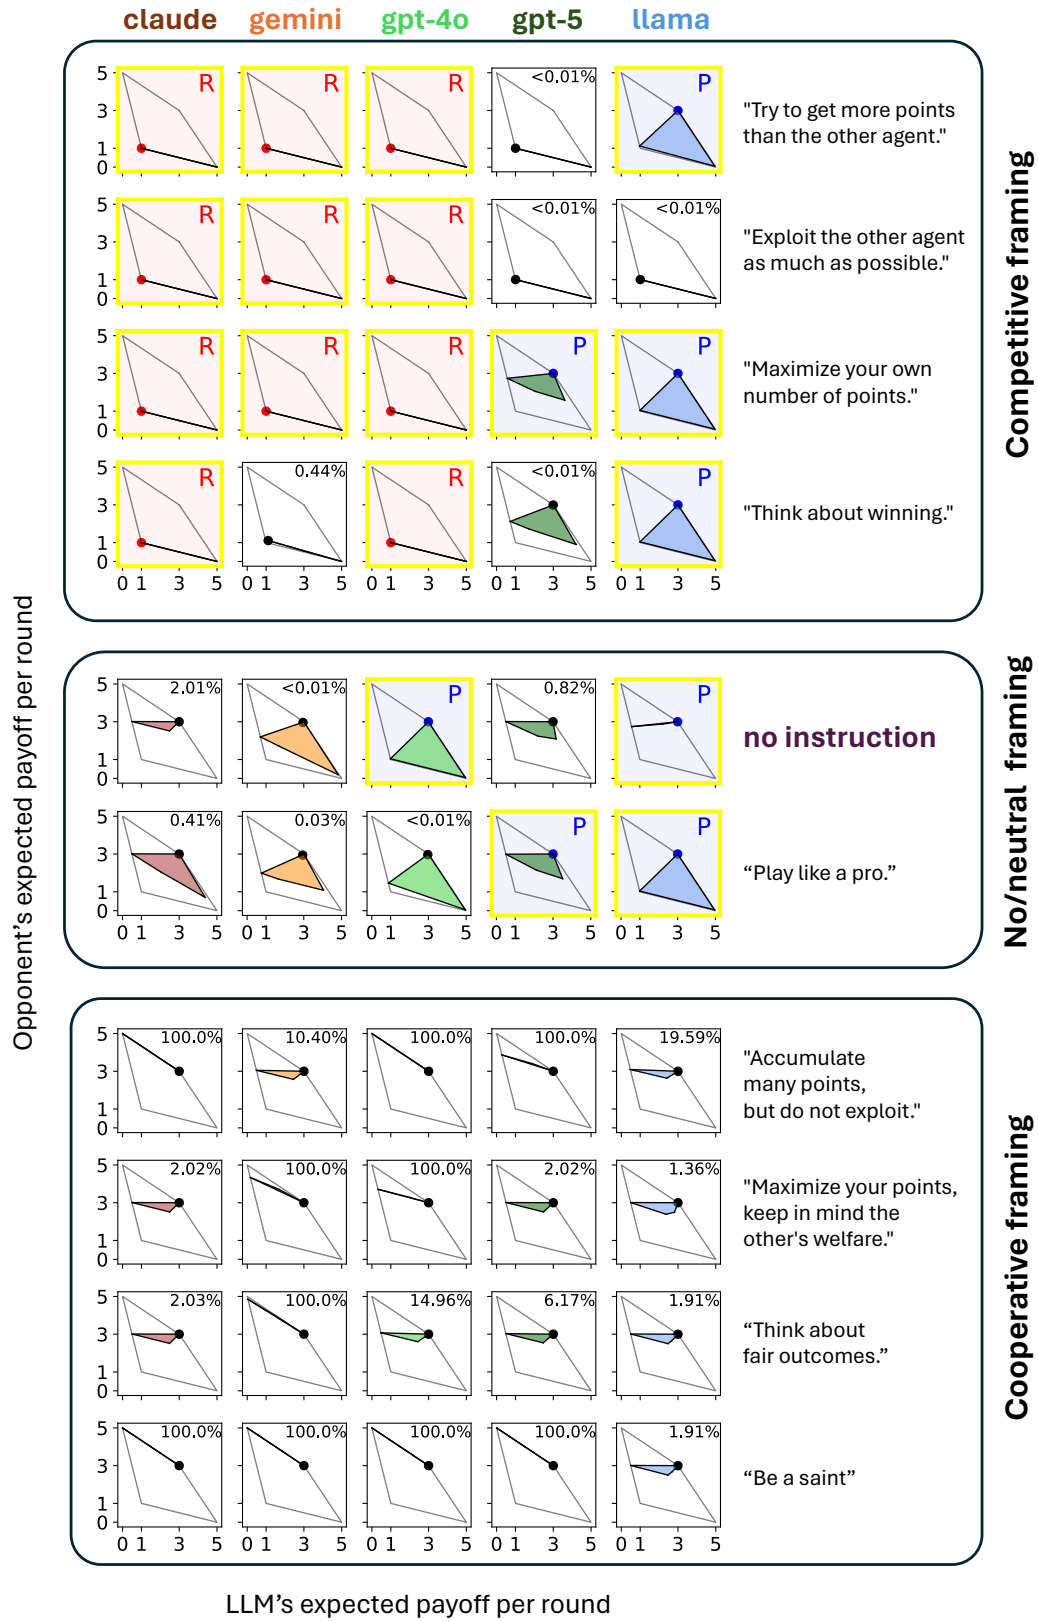 claude gemini gpt-4o gpt-5 llama
5 R R R <0.01% P
3
1
0
"Try to get more points
than the other agent."
5 R R R <0.01% <0.01%
3
1
0
"Exploit the other agent
as much as possible."
5 R R R P P
3
1
0
"Maximize your own
number of points."
5 R 0.44% R <0.01% P
3
1
0
"Think about winning."
0 1 3 5 0 1 3 5 0 1 3 5 0 1 3 5 0 1 3 5
Competitive framing
5 2.01% <0.01% P 0.82% P
3
1
0
no instruction
5 0.41% 0.03% <0.01% P P
3
1
0
“Play like a pro.”
0 1 3 5 0 1 3 5 0 1 3 5 0 1 3 5 0 1 3 5
No/neutral framing
5 100.0% 10.40% 100.0% 100.0% 19.59%
3
1
0
"Accumulate
many points,
but do not exploit."
5 2.02% 100.0% 100.0% 2.02% 1.36%
3
1
0
"Maximize your points,
keep in mind the
other's welfare."
5 2.03% 100.0% 14.96% 6.17% 1.91%
3
1
0
“Think about
fair outcomes.”
5 100.0% 100.0% 100.0% 100.0% 1.91%
3
1
0
“Be a saint”
0 1 3 5 0 1 3 5 0 1 3 5 0 1 3 5 0 1 3 5
Cooperative framing
Opponent's expected payoff per round
LLM's expected payoff per round